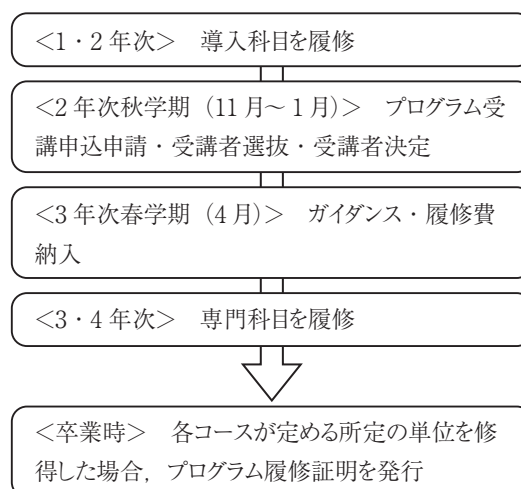 <1・2年次>　導入科目を履修
<2年次秋学期（11月～1月）>　プログラム受
講申込申請・受講者選抜・受講者決定
<3年次春学期（4月）>　ガイダンス・履修費
納入
<3・4年次>　専門科目を履修
<卒業時>　各コースが定める所定の単位を修
得した場合，プログラム履修証明を発行